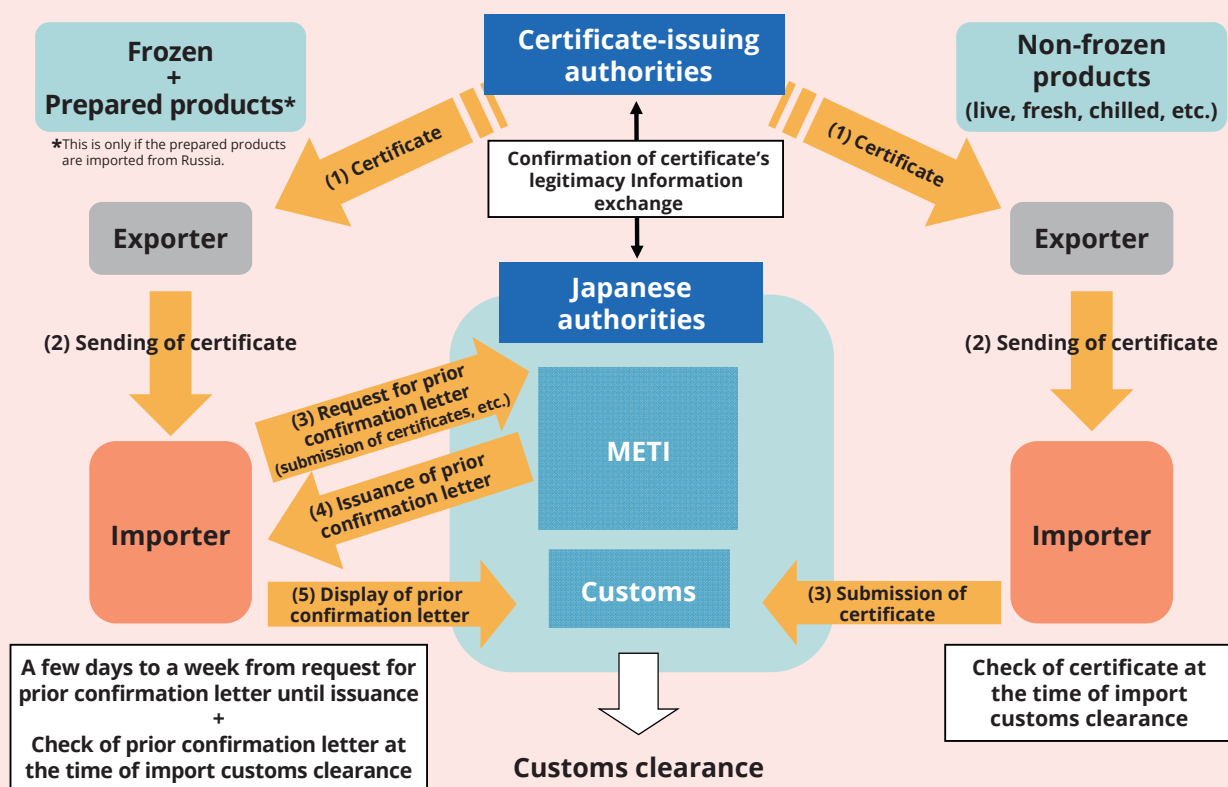 Frozen
+
Prepared products*
*This is only if the prepared products
are imported from Russia.
Certificate-issuing
authorities
Non-frozen
products
(live, fresh, chilled, etc.)
(1) Certificate
Confirmation of certificate’s
legitimacy Information
exchange
(1) Certificate
Exporter
Exporter
Japanese
authorities
(2) Sending of certificate
(2) Sending of certificate
(3) Request for prior
confirmation letter
(submission of certificates, etc.)
METI
(4) Issuance of prior
confirmation letter
Importer
Importer
(5) Display of prior
confirmation letter
Customs
(3) Submission of
certificate
A few days to a week from request for
prior confirmation letter until issuance
+
Check of prior confirmation letter at
the time of import customs clearance
Check of certificate at
the time of import
customs clearance
Customs clearance